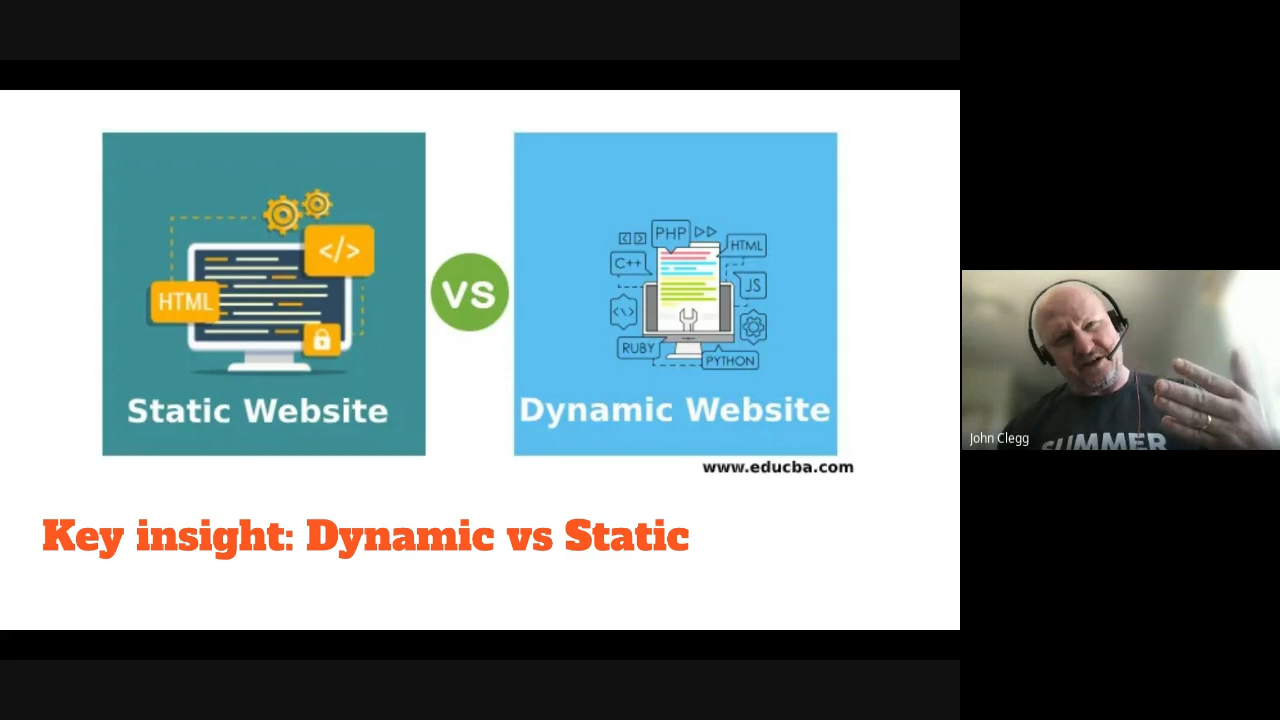 </>
HTML
Static Website
VS
PHP
HTML
C++
JS
RUBY
PYTHON
Dynamic Website
www.educba.com
Key insight: Dynamic vs Static
SUMMER
John Clegg